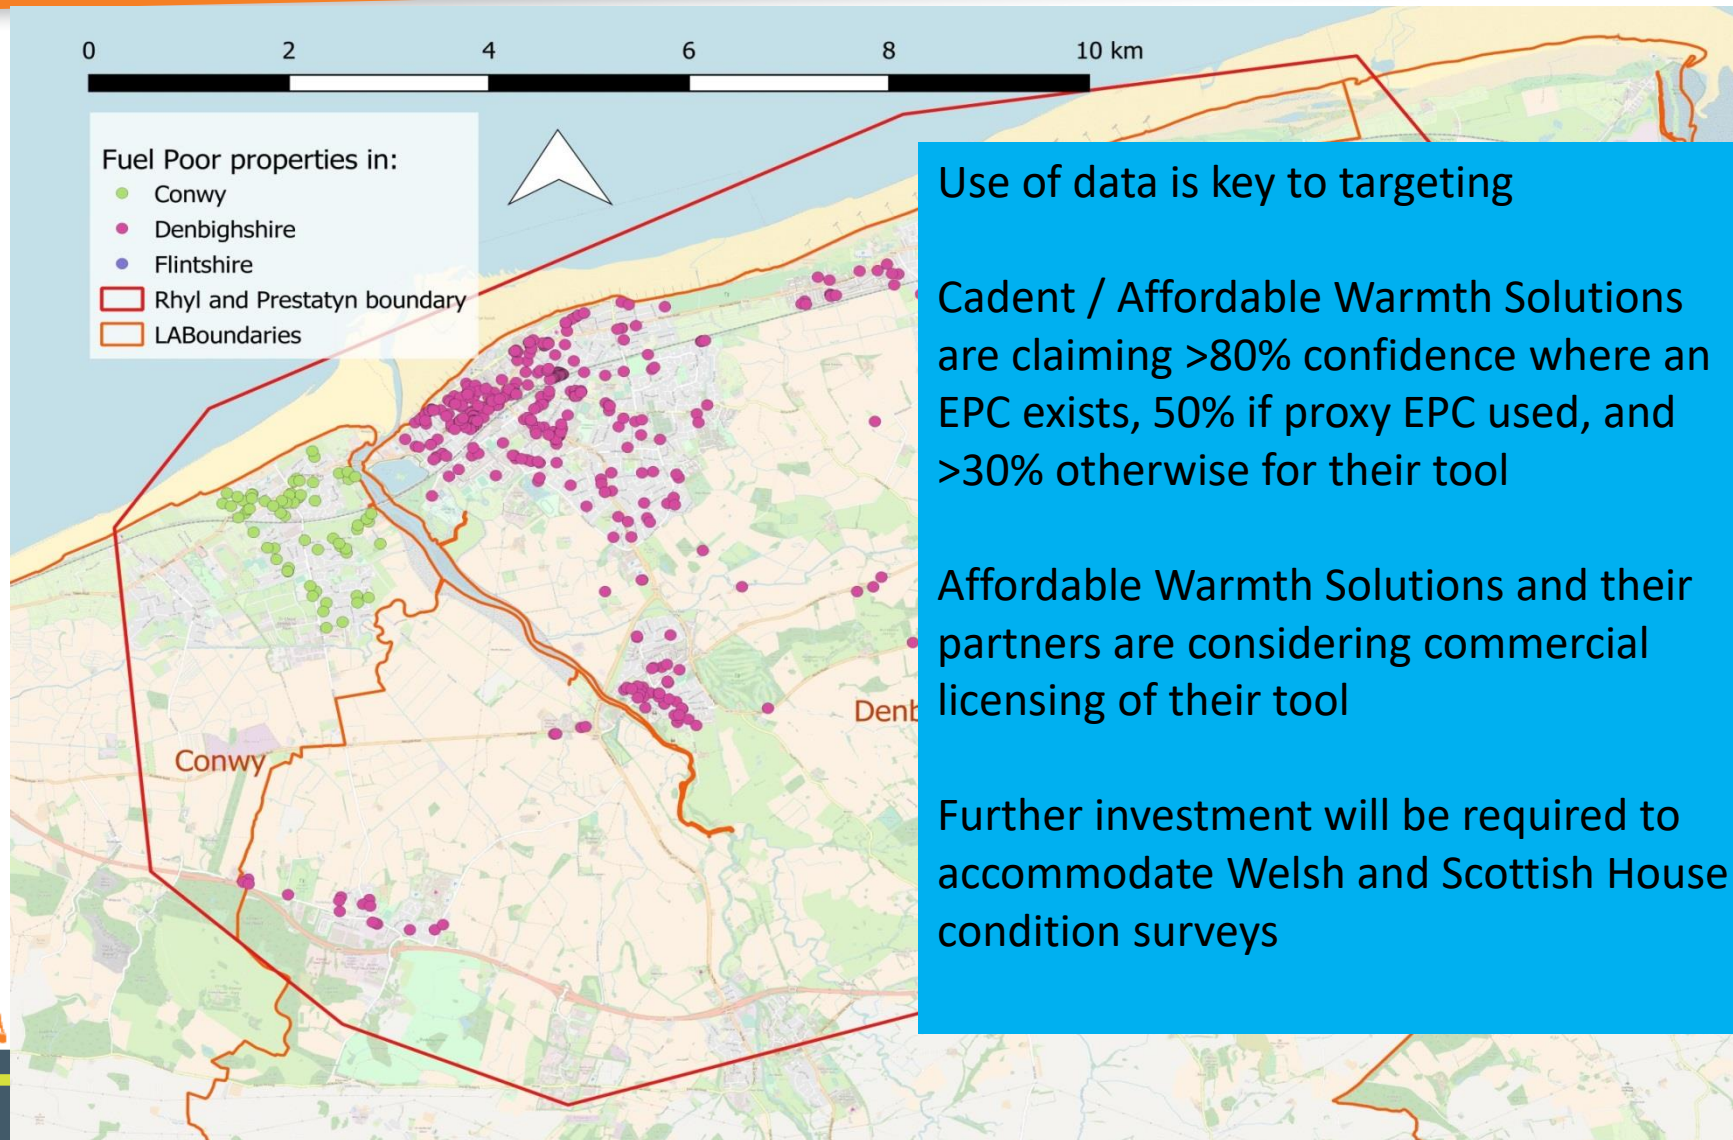 0 2 4 6 8 10 km
Fuel Poor properties in:
Conwy
Denbighshire
Flintshire
Rhyl and Prestatyn boundary
LABoundaries
Use of data is key to targeting
Cadent / Affordable Warmth Solutions
are claiming >80% confidence where an
EPC exists, 50% if proxy EPC used, and
>30% otherwise for their tool
Affordable Warmth Solutions and their
partners are considering commercial
licensing of their tool
Further investment will be required to
accommodate Welsh and Scottish House
condition surveys
Denb
Conwy